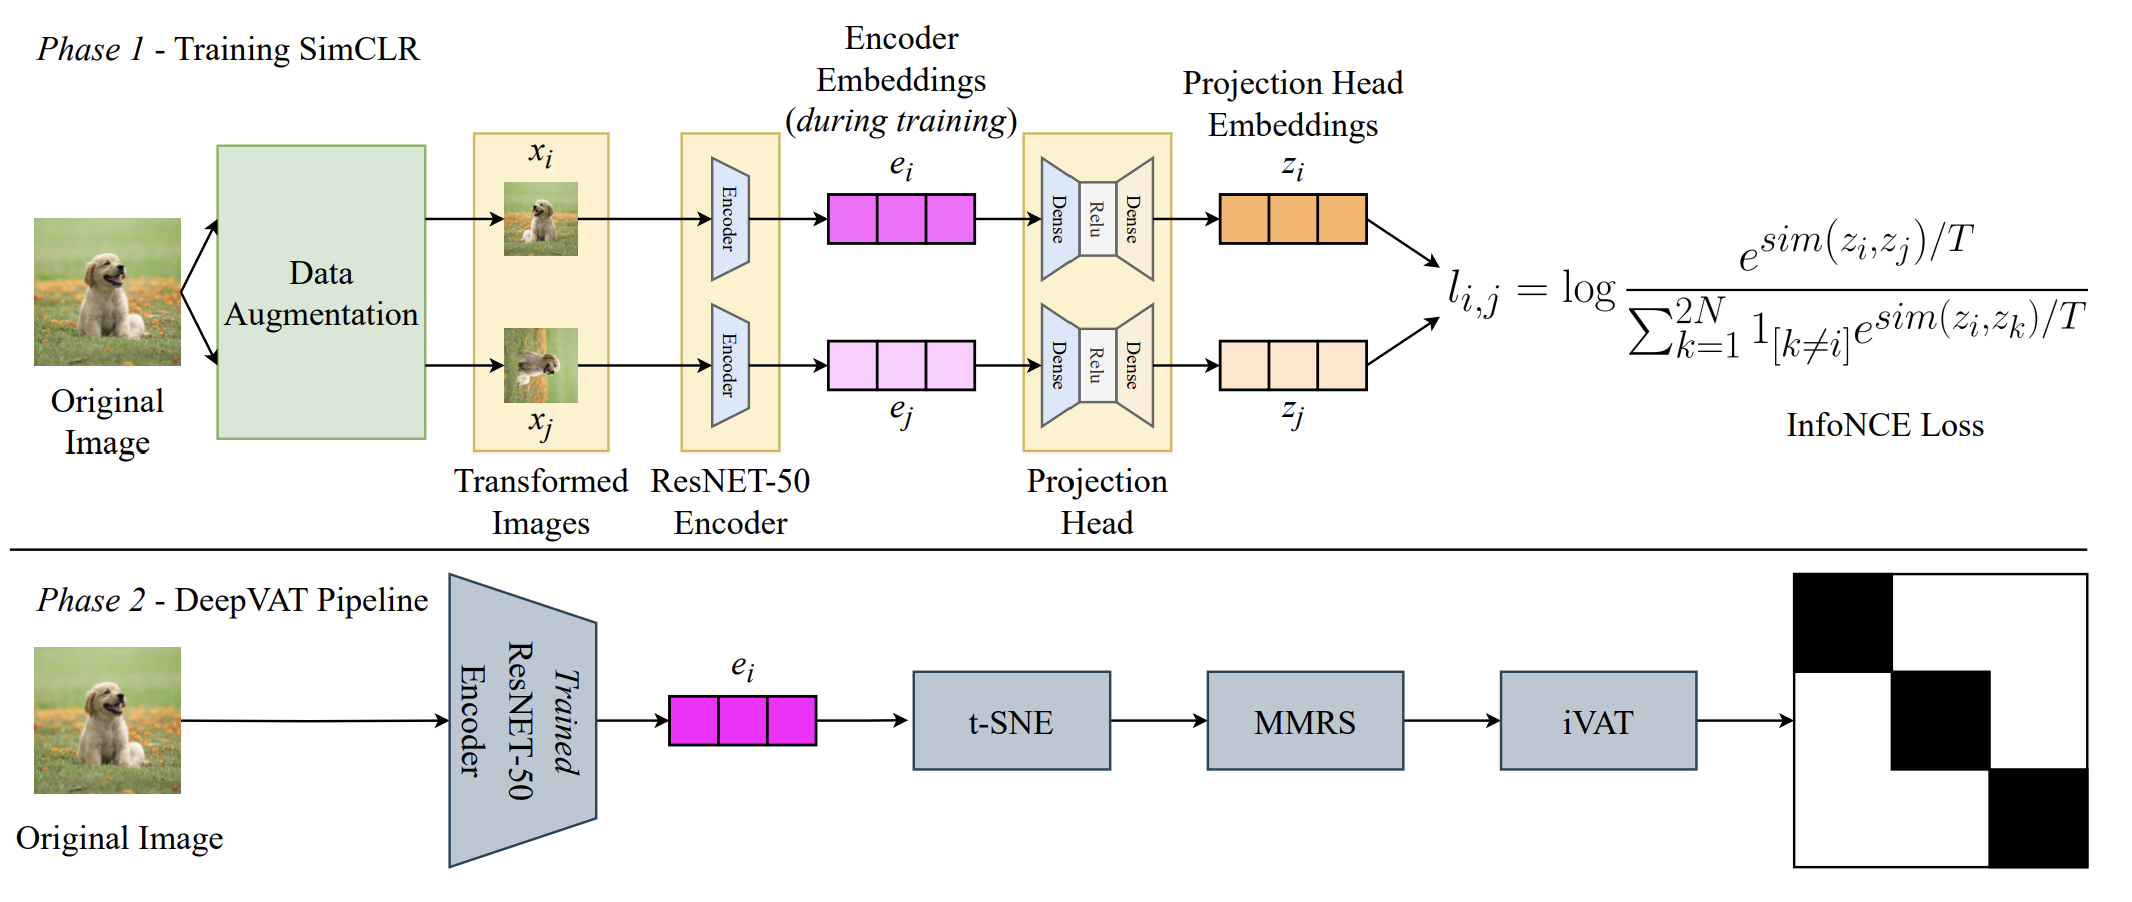 Phase 1 - Training SimCLR
Original
Image
Data
Augmentation
x_i
x_j
Transformed
Images
Encoder
Encoder
ResNET-50
Encoder
Encoder
Embeddings
(during training)
e_i
e_j
Dense
Relu
Dense
Dense
Relu
Dense
Projection
Head
Projection Head
Embeddings
z_i
z_j
l_{i,j} = log \frac{e^{sim(z_i,z_j)/T}}{\sum_{k=1}^{2N} 1_{[k≠i]} e^{sim(z_i,z_k)/T}}
InfoNCE Loss
Phase 2 - DeepVAT Pipeline
Original Image
Trained
ResNET-50
Encoder
e_i
t-SNE
MMRS
iVAT